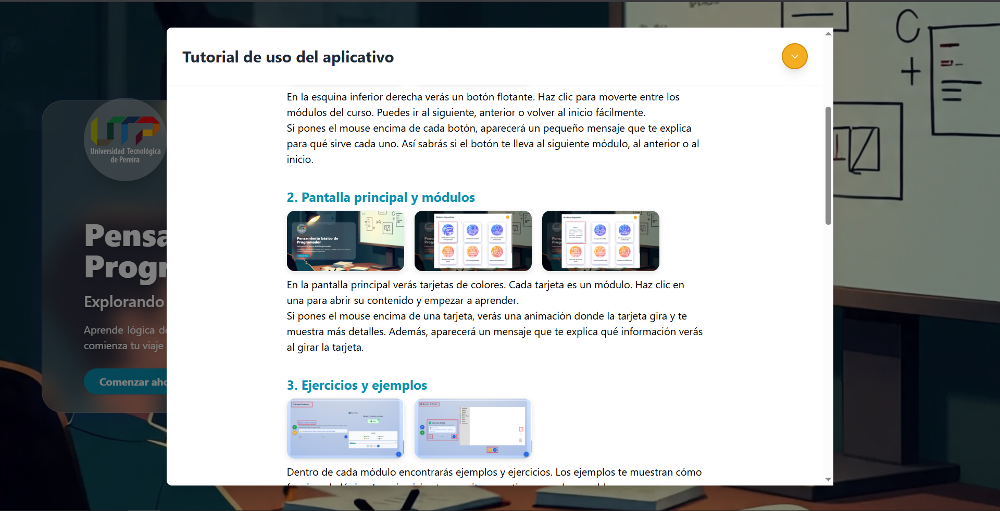 Tutorial de uso del aplicativo
En la esquina inferior derecha verás un botón flotante. Haz clic para moverte entre los
módulos del curso. Puedes ir al siguiente, anterior o volver al inicio fácilmente.
Si pones el mouse encima de cada botón, aparecerá un pequeño mensaje que te explica
para qué sirve cada uno. Así sabrás si el botón te lleva al siguiente módulo, al anterior o al
inicio.
2. Pantalla principal y módulos
Pensamiento básico de
Programador
Módulos disponibles
Módulos disponibles
En la pantalla principal verás tarjetas de colores. Cada tarjeta es un módulo. Haz clic en
una para abrir su contenido y empezar a aprender.
Si pones el mouse encima de una tarjeta, verás una animación donde la tarjeta gira y te
muestra más detalles. Además, aparecerá un mensaje que te explica qué información verás
al girar la tarjeta.
3. Ejercicios y ejemplos
Dentro de cada módulo encontrarás ejemplos y ejercicios. Los ejemplos te muestran cómo
UTP
Universidad Tecnológica
de Pereira
Pensa
Progr
Explorando
Aprende lógica de
comienza tu viaje
Comenzar aho
C
+